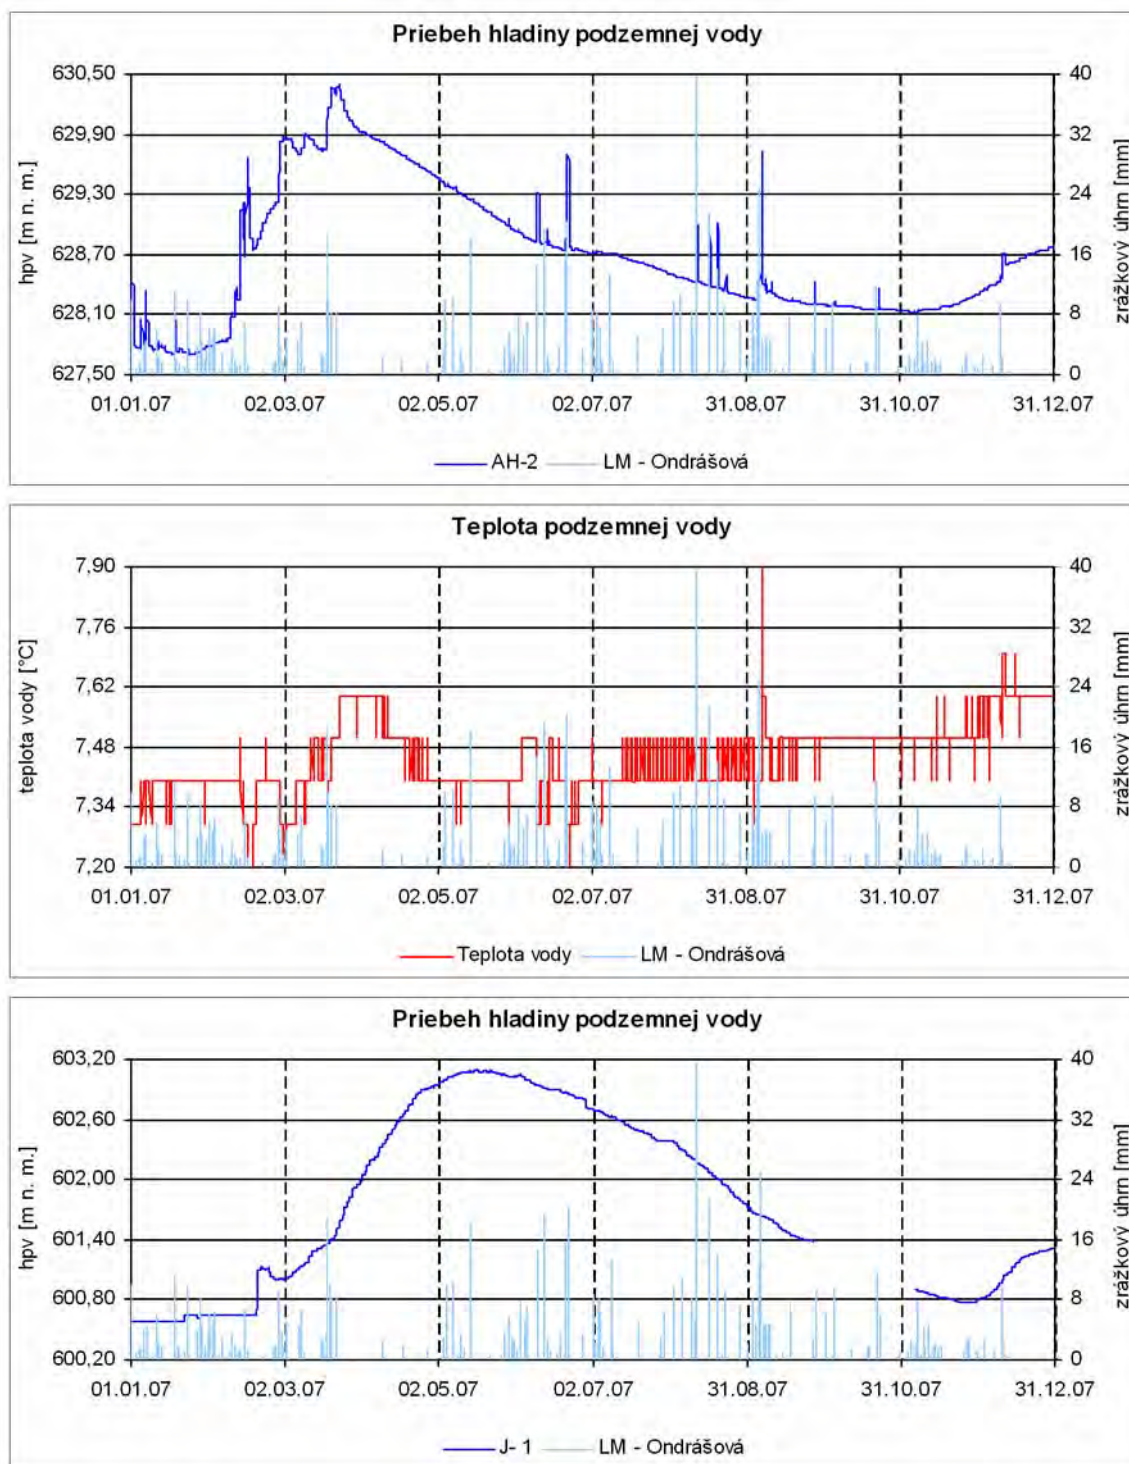 Priebeh hladiny podzemnej vody
hpv [m n. m.]
630,50
629,90
629,30
628,70
628,10
627,50
40
32
24
16
8
0
zrážkový úhrn [mm]
01.01.07 02.03.07 02.05.07 02.07.07 31.08.07 31.10.07 31.12.07
AH-2 LM - Ondrášová
Teplota podzemnej vody
teplota vody [°C]
7,90
7,76
7,62
7,48
7,34
7,20
40
32
24
16
8
0
zrážkový úhrn [mm]
01.01.07 02.03.07 02.05.07 02.07.07 31.08.07 31.10.07 31.12.07
Teplota vody LM - Ondrášová
Priebeh hladiny podzemnej vody
hpv [m n. m.]
603,20
602,60
602,00
601,40
600,80
600,20
40
32
24
16
8
0
zrážkový úhrn [mm]
01.01.07 02.03.07 02.05.07 02.07.07 31.08.07 31.10.07 31.12.07
J- 1 LM - Ondrášová